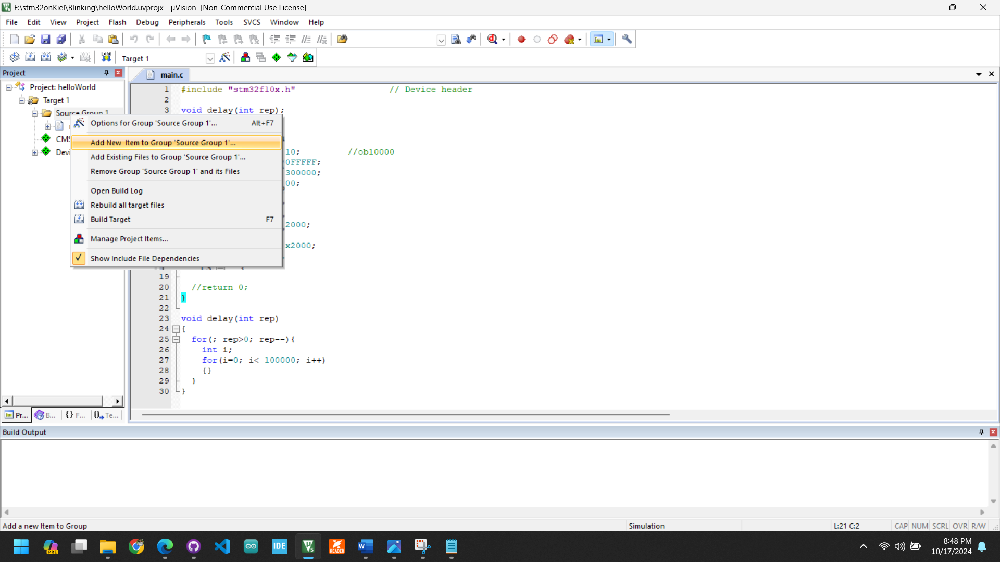 F:\stm32onKiel\Blinking\helloWorld.uvprojx - µVision  [Non-Commercial Use License]
File Edit View Project Flash Debug Peripherals Tools SVCS Window Help
LOAD Target 1
Project
main.c
Project: helloWorld
Target 1
Source Group 1
CMS
Devi
Options for Group 'Source Group 1'... Alt+F7
Add New  Item to Group 'Source Group 1'...
Add Existing Files to Group 'Source Group 1'...
Remove Group 'Source Group 1' and its Files
Open Build Log
Rebuild all target files
Build Target F7
Manage Project Items...
Show Include File Dependencies
1 #include "stm32f10x.h" // Device header
2
3 void delay(int rep);
10; //ob10000
0FFFFF;
300000;
00;
2000;
x2000;
19
20 //return 0;
21 }
22
23 void delay(int rep)
24 {
25 for(; rep>0; rep--){
26 int i;
27 for(i=0; i< 100000; i++)
28 {}
29 }
30 }
Pr... B... {} F... Te...
Build Output
Add a new Item to Group Simulation L:21 C:2 CAP NUM SCRL OVR R/W
PRE IDE READER
8:48 PM
10/17/2024